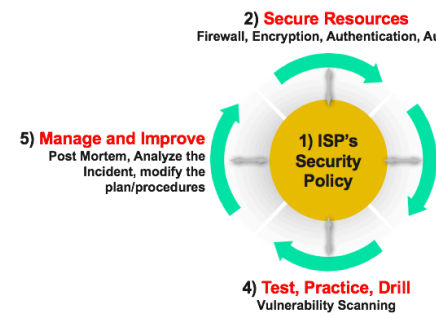 2) Secure Resources
Firewall, Encryption, Authentication,
5) Manage and Improve
Post Mortem, Analyze the
Incident, modify the
plan/procedures
1) ISP's
Security
Policy
4) Test, Practice, Drill
Vulnerability Scanning